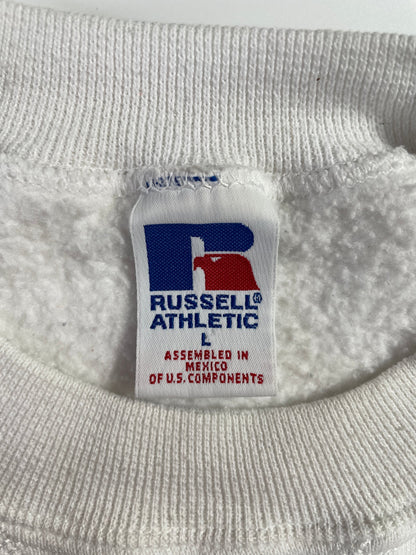 RUSSELL®
ATHLETIC
L
ASSEMBLED IN
MEXICO
OF U.S. COMPONENTS